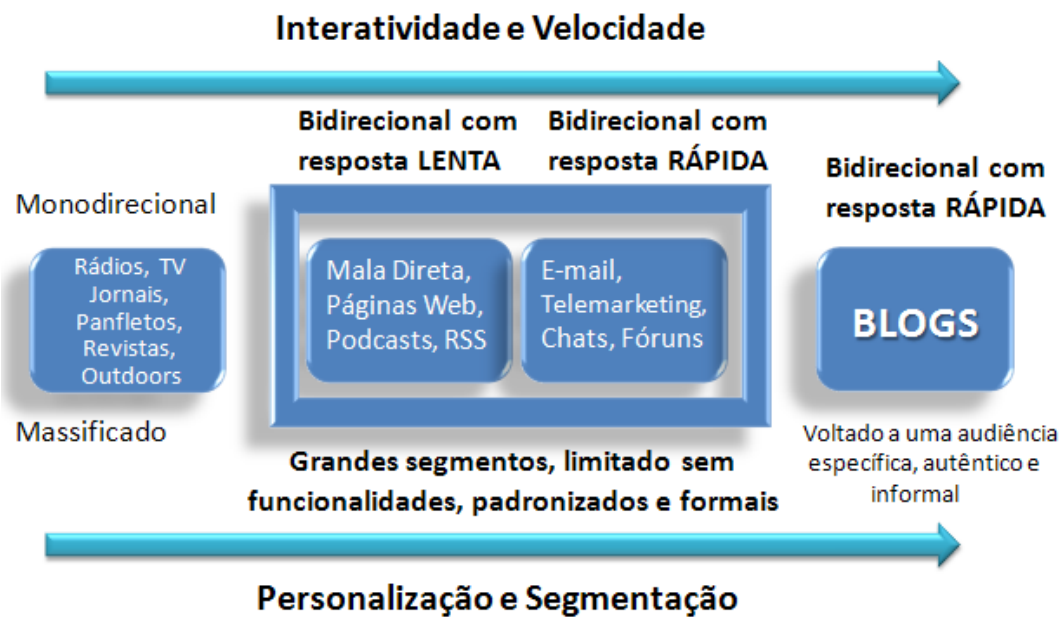 Interatividade e Velocidade
Bidirecional com
resposta LENTA
Bidirecional com
resposta RÁPIDA
Bidirecional com
resposta RÁPIDA
Monodirecional
Rádios, TV
Jornais,
Panfletos,
Revistas,
Outdoors
Mala Direta,
Páginas Web,
Podcasts, RSS
E-mail,
Telemarketing,
Chats, Fóruns
BLOGS
Massificado
Grandes segmentos, limitado sem
funcionalidades, padronizados e formais
Voltado a uma audiência
específica, autêntico e
informal
Personalização e Segmentação